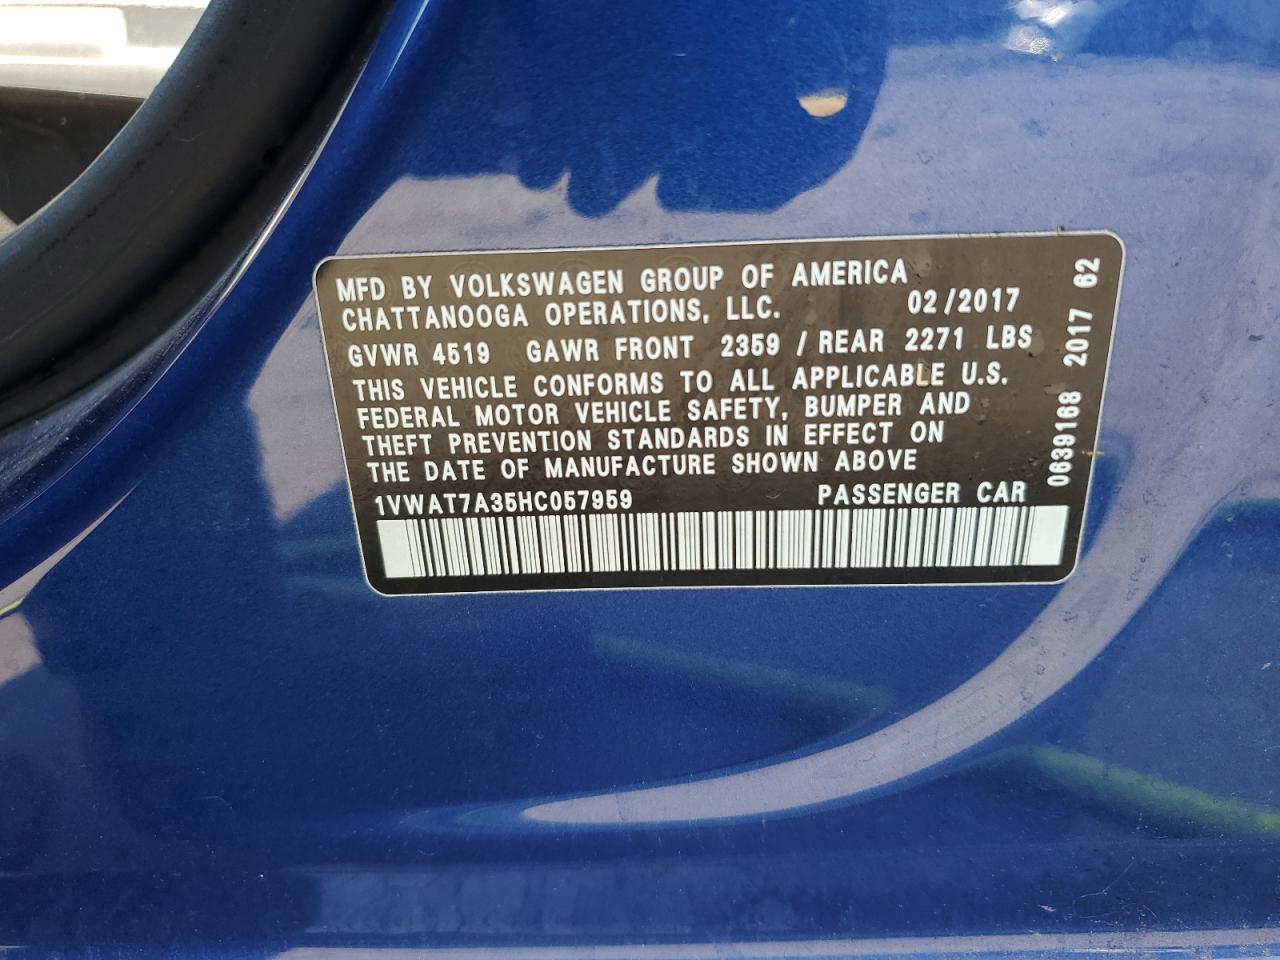 MFD BY VOLKSWAGEN GROUP OF AMERICA
CHATTANOOGA OPERATIONS, LLC. 02/2017
GVWR 4519 GAWR FRONT 2359 / REAR 2271 LBS
THIS VEHICLE CONFORMS TO ALL APPLICABLE U.S.
FEDERAL MOTOR VEHICLE SAFETY, BUMPER AND
THEFT PREVENTION STANDARDS IN EFFECT ON
THE DATE OF MANUFACTURE SHOWN ABOVE
1VWAT7A35HC057959 PASSENGER CAR
0639168 2017 62